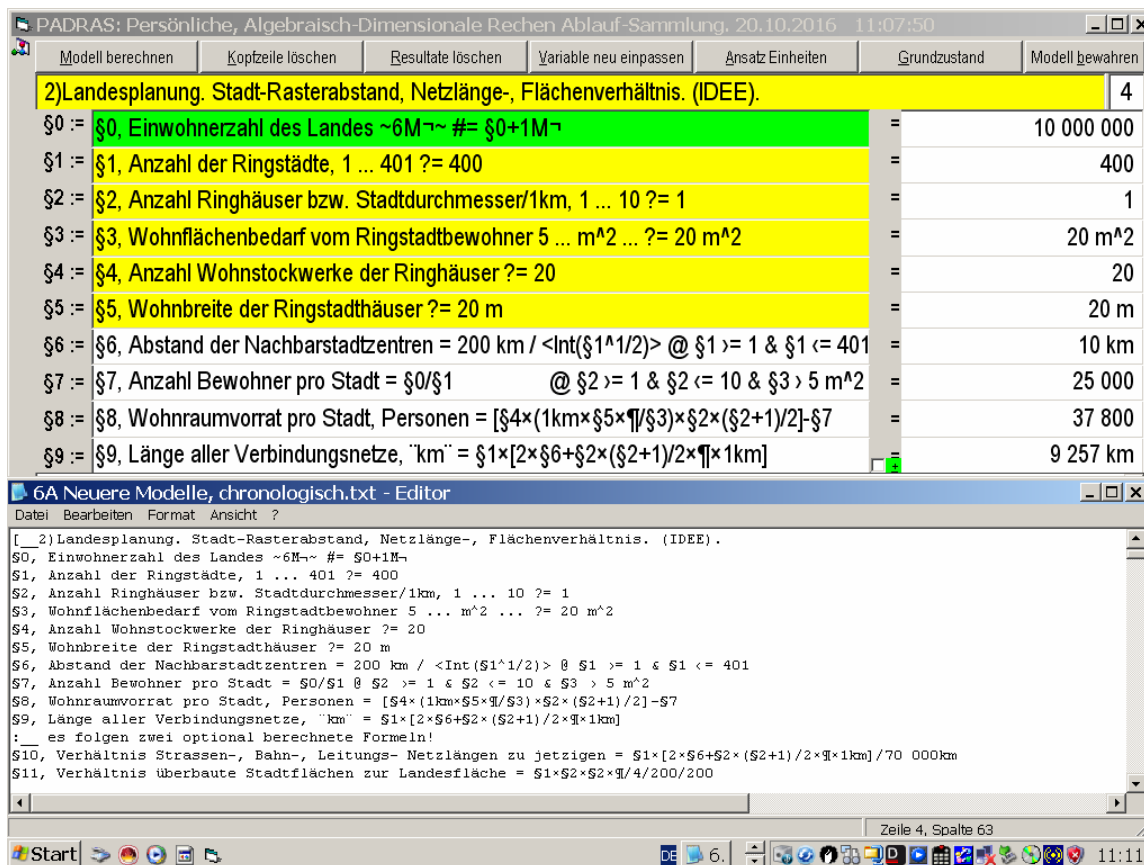 PADRAS: Persönliche, Algebraisch-Dimensionale Rechen Ablauf-Sammlung. 20.10.2016 11:07:50
Modell berechnen Kopfzeile löschen Resultate löschen Variable neu einpassen Ansatz Einheiten Grundzustand Modell bewahren
2)Landesplanung. Stadt-Rasterabstand, Netzlänge-, Flächenverhältnis. (IDEE). 4
§0 := §0, Einwohnerzahl des Landes ~6M¬~ #= §0+1M¬ = 10 000 000
§1 := §1, Anzahl der Ringstädte, 1 ... 401 ?= 400 = 400
§2 := §2, Anzahl Ringhäuser bzw. Stadtdurchmesser/1km, 1 ... 10 ?= 1 = 1
§3 := §3, Wohnflächenbedarf vom Ringstadtbewohner 5 ... m^2 ... ?= 20 m^2 = 20 m^2
§4 := §4, Anzahl Wohnstockwerke der Ringhäuser ?= 20 = 20
§5 := §5, Wohnbreite der Ringstadthäuser ?= 20 m = 20 m
§6 := §6, Abstand der Nachbarstadtzentren = 200 km / <Int(§1^1/2)> @ §1 >= 1 & §1 <= 401 = 10 km
§7 := §7, Anzahl Bewohner pro Stadt = §0/§1 @ §2 >= 1 & §2 <= 10 & §3 > 5 m^2 = 25 000
§8 := §8, Wohnraumvorrat pro Stadt, Personen = [§4×(1km×§5×¶/§3)×§2×(§2+1)/2]-§7 = 37 800
§9 := §9, Länge aller Verbindungsnetze, ¨km¨ = §1×[2×§6+§2×(§2+1)/2×¶×1km] = 9 257 km
6A Neuere Modelle, chronologisch.txt - Editor
Datei Bearbeiten Format Ansicht ?
[__2)Landesplanung. Stadt-Rasterabstand, Netzlänge-, Flächenverhältnis. (IDEE).
§0, Einwohnerzahl des Landes ~6M¬~ #= §0+1M¬
§1, Anzahl der Ringstädte, 1 ... 401 ?= 400
§2, Anzahl Ringhäuser bzw. Stadtdurchmesser/1km, 1 ... 10 ?= 1
§3, Wohnflächenbedarf vom Ringstadtbewohner 5 ... m^2 ... ?= 20 m^2
§4, Anzahl Wohnstockwerke der Ringhäuser ?= 20
§5, Wohnbreite der Ringstadthäuser ?= 20 m
§6, Abstand der Nachbarstadtzentren = 200 km / <Int(§1^1/2)> @ §1 >= 1 & §1 <= 401
§7, Anzahl Bewohner pro Stadt = §0/§1 @ §2 >= 1 & §2 <= 10 & §3 > 5 m^2
§8, Wohnraumvorrat pro Stadt, Personen = [§4×(1km×§5×¶/§3)×§2×(§2+1)/2]-§7
§9, Länge aller Verbindungsnetze, ¨km¨ = §1×[2×§6+§2×(§2+1)/2×¶×1km]
:__ es folgen zwei optional berechnete Formeln!
§10, Verhältnis Strassen-, Bahn-, Leitungs- Netzlängen zu jetzigen = §1×[2×§6+§2×(§2+1)/2×¶×1km]/70 000km
§11, Verhältnis überbaute Stadtflächen zur Landesfläche = §1×§2×§2×¶/4/200/200
Zeile 4, Spalte 63
Start DE 6. 11:11